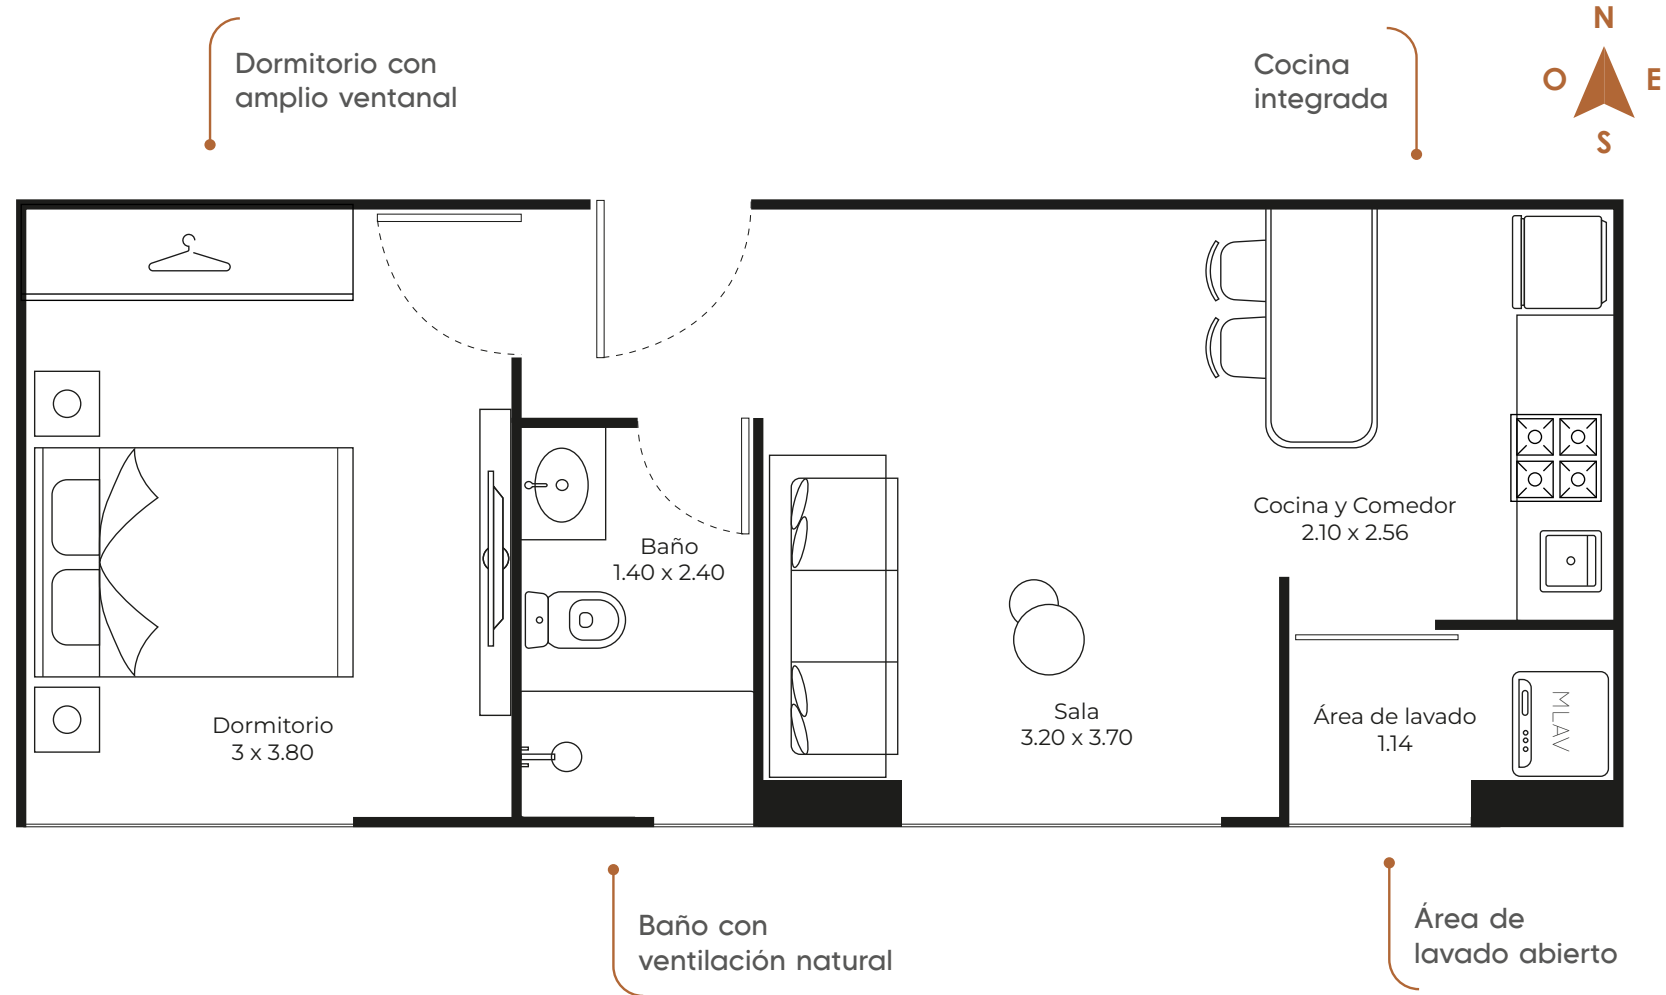 Dormitorio con
amplio ventanal
Cocina
integrada
N
O
E
S
Cocina y Comedor
2.10 x 2.56
Baño
1.40 x 2.40
Dormitorio
3 x 3.80
Sala
3.20 x 3.70
Área de lavado
1.14
MLAV
Baño con
ventilación natural
Área de
lavado abierto